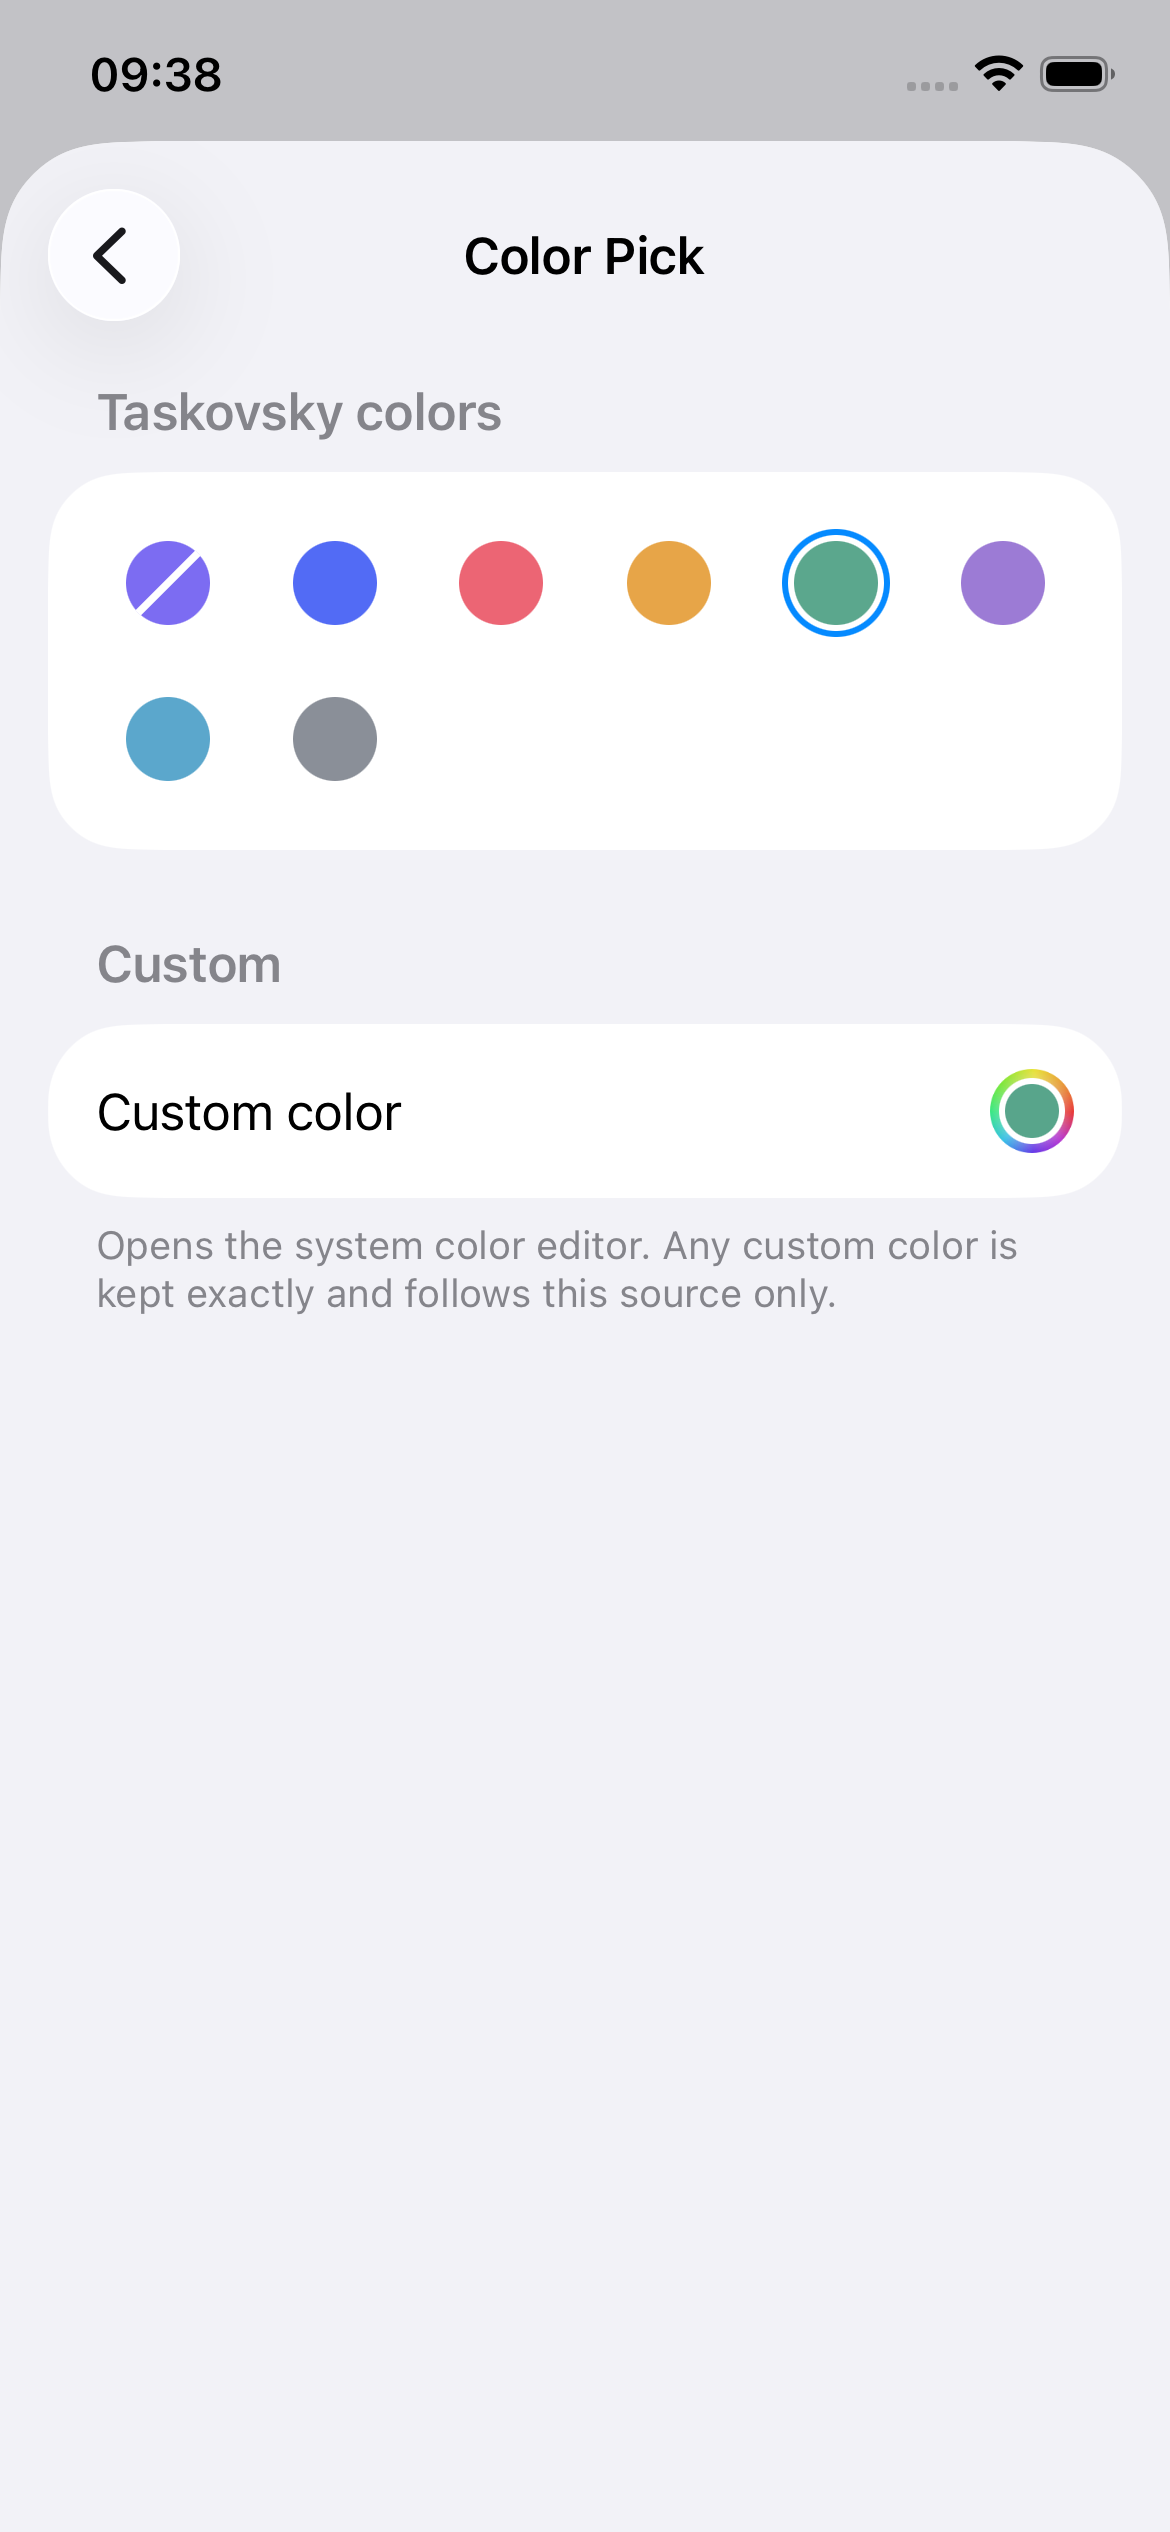 09:38
Color Pick
Taskovsky colors
Custom
Custom color
Opens the system color editor. Any custom color is
kept exactly and follows this source only.